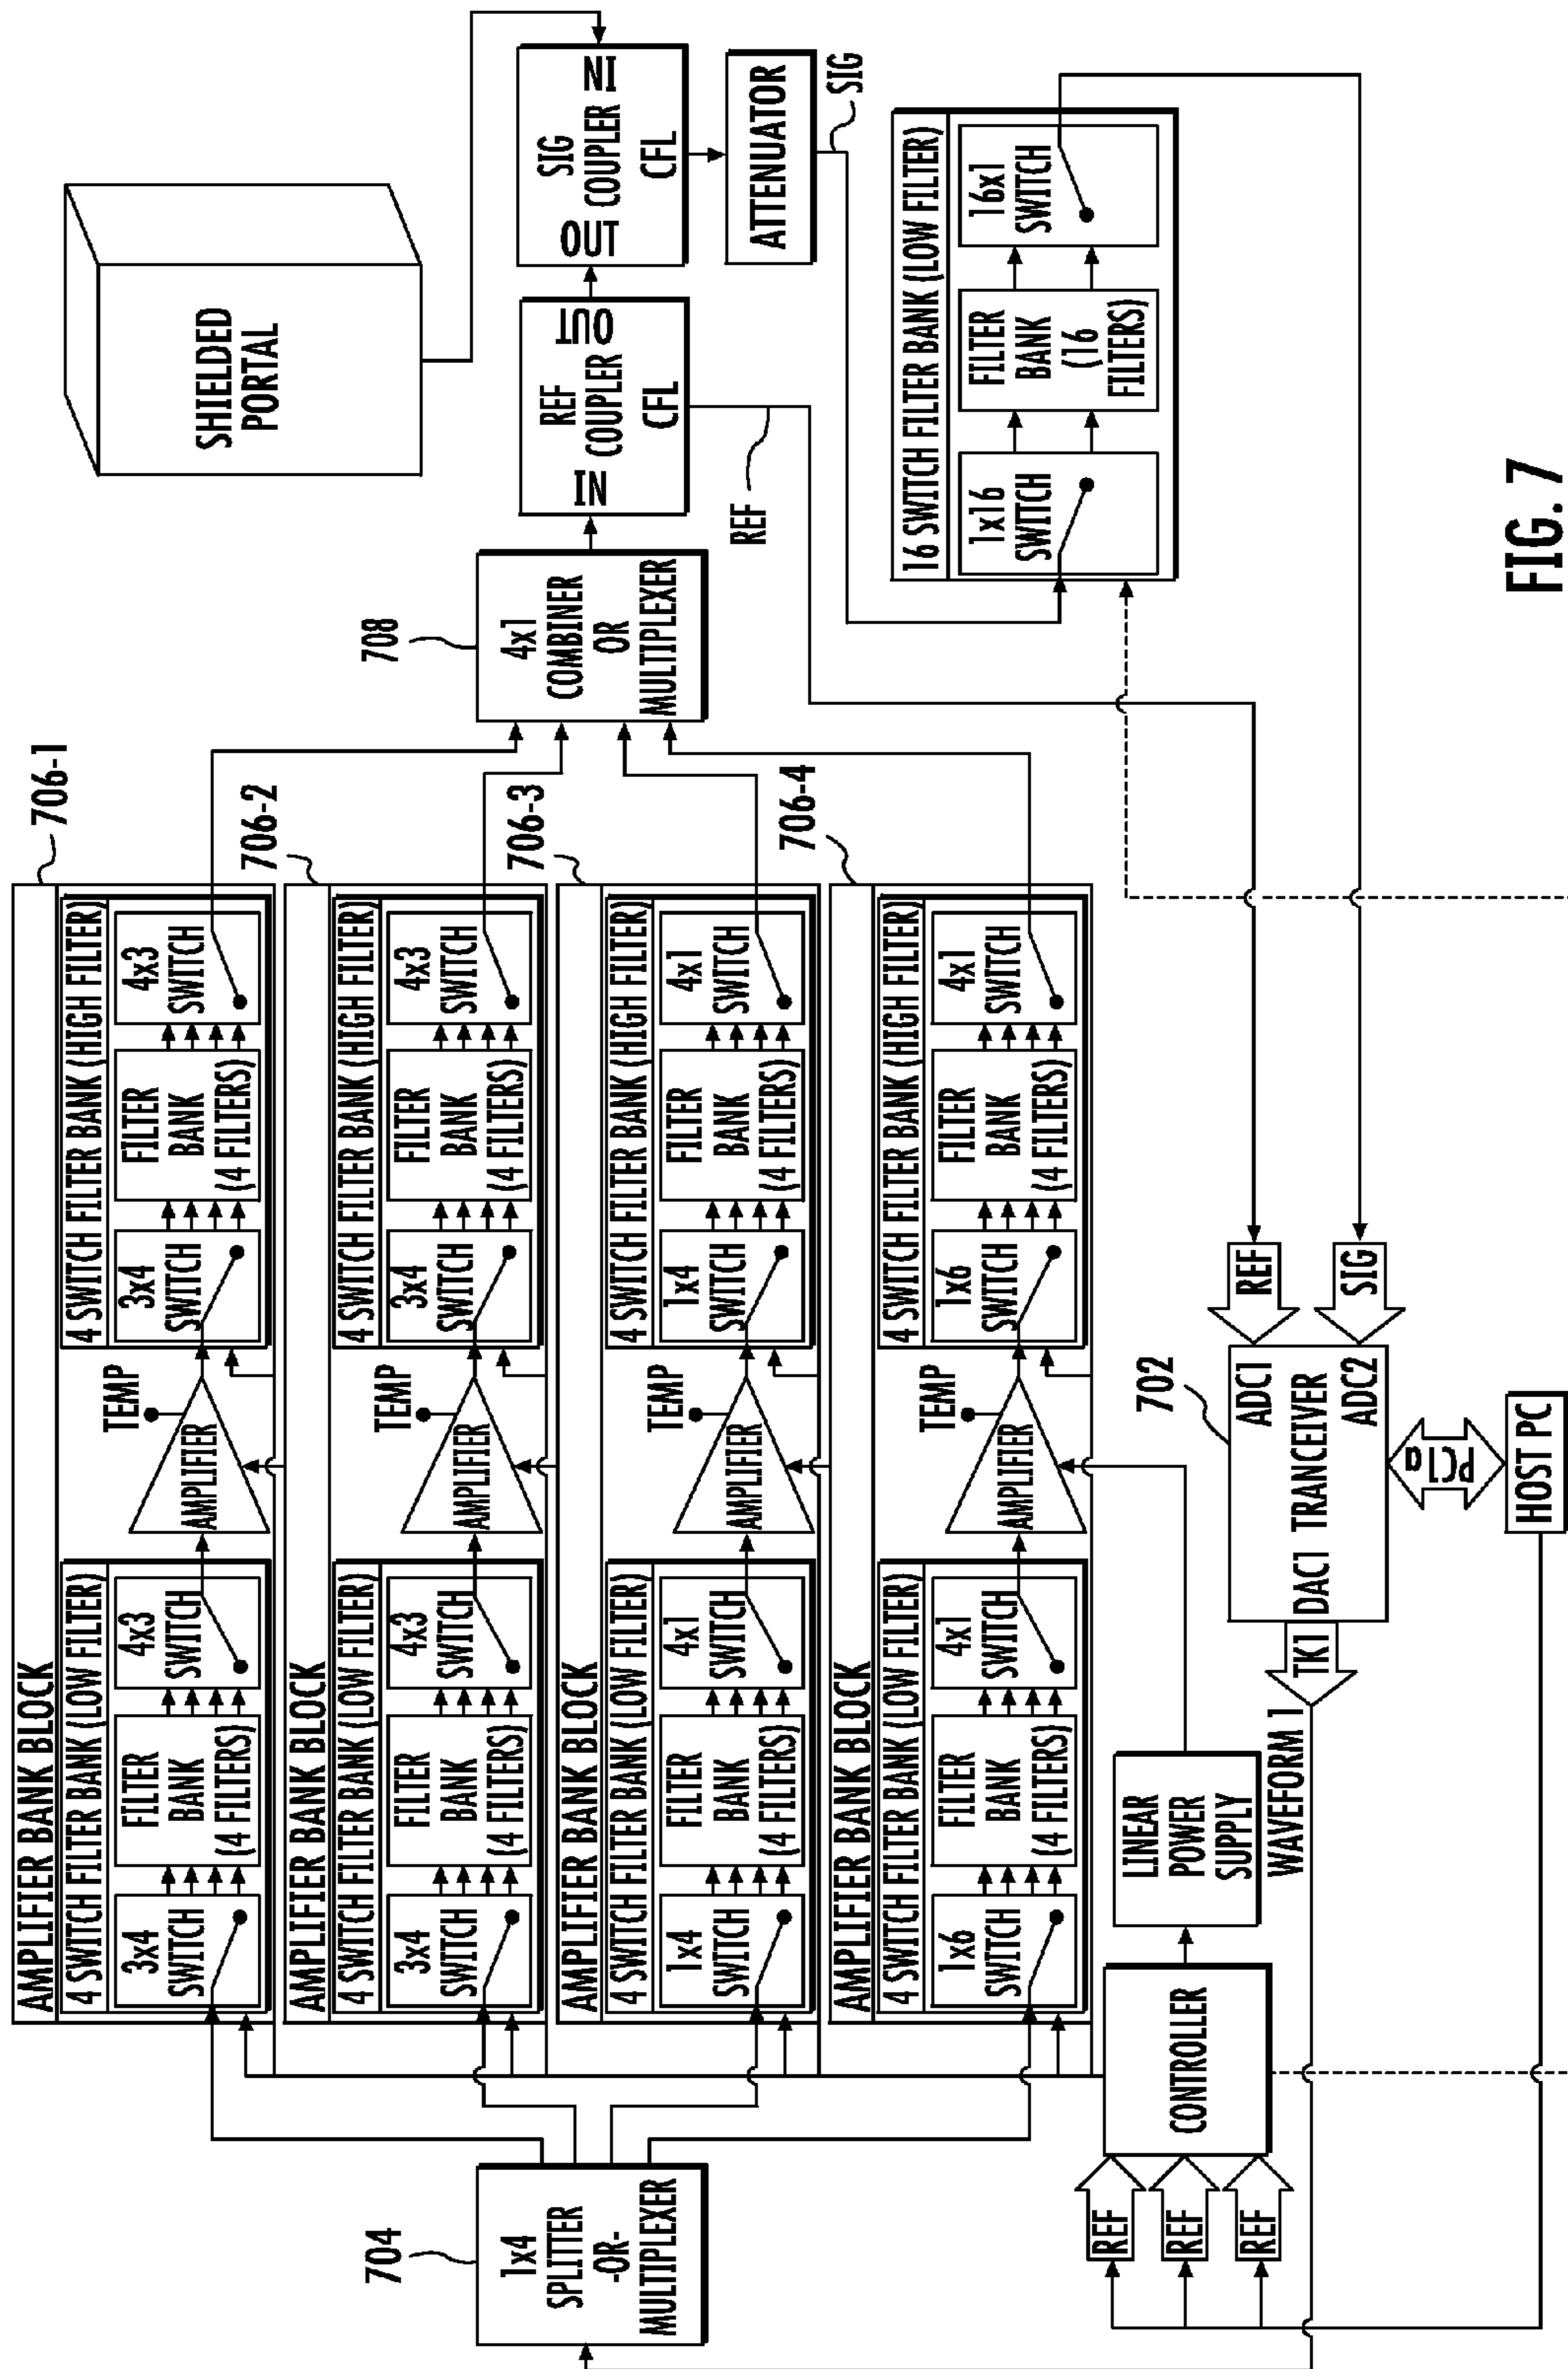 706-1
AMPLIFIER BANK BLOCK
4 SWITCH FILTER BANK (LOW FILTER)
3x4
SWITCH
FILTER
BANK
(4 FILTERS)
4x3
SWITCH
AMPLIFIER
TEMP
4 SWITCH FILTER BANK (HIGH FILTER)
3x4
SWITCH
FILTER
BANK
(4 FILTERS)
4x3
SWITCH
706-2
AMPLIFIER BANK BLOCK
4 SWITCH FILTER BANK (LOW FILTER)
3x4
SWITCH
FILTER
BANK
(4 FILTERS)
4x3
SWITCH
AMPLIFIER
TEMP
4 SWITCH FILTER BANK (HIGH FILTER)
3x4
SWITCH
FILTER
BANK
(4 FILTERS)
4x3
SWITCH
706-3
AMPLIFIER BANK BLOCK
4 SWITCH FILTER BANK (LOW FILTER)
1x4
SWITCH
FILTER
BANK
(4 FILTERS)
4x1
SWITCH
AMPLIFIER
TEMP
4 SWITCH FILTER BANK (HIGH FILTER)
1x4
SWITCH
FILTER
BANK
(4 FILTERS)
4x1
SWITCH
706-4
AMPLIFIER BANK BLOCK
4 SWITCH FILTER BANK (LOW FILTER)
1x6
SWITCH
FILTER
BANK
(4 FILTERS)
4x1
SWITCH
AMPLIFIER
TEMP
4 SWITCH FILTER BANK (HIGH FILTER)
1x6
SWITCH
FILTER
BANK
(4 FILTERS)
4x1
SWITCH
704
1x4
SPLITTER
-OR-
MULTIPLEXER
708
4x1
COMBINER
OR
MULTIPLEXER
SHIELDED
PORTAL
IN
REF
COUPLER
OUT
CFL
REF
OUT
SIG
COUPLER
IN
CFL
ATTENUATOR
SIG
16 SWITCH FILTER BANK (LOW FILTER)
1x16
SWITCH
FILTER
BANK
(16
FILTERS)
16x1
SWITCH
REF
REF
REF
CONTROLLER
LINEAR
POWER
SUPPLY
WAVEFORM 1
TK1
702
DAC1 TRANCEIVER
ADC1
ADC2
REF
SIG
PC1a
HOST PC
FIG. 7